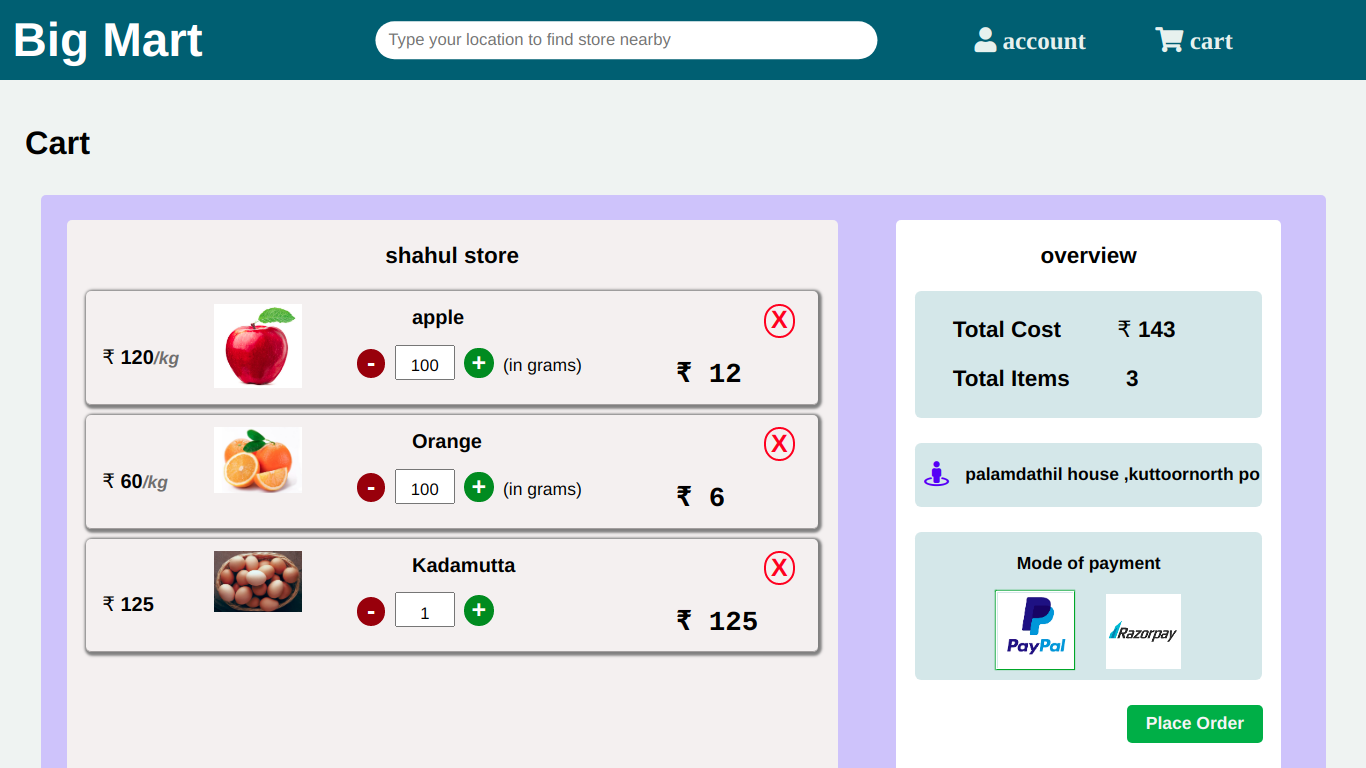 Big Mart
Type your location to find store nearby
account
cart
Cart
shahul store
apple
X
₹ 120/kg
- 100 + (in grams)
₹ 12
Orange
X
₹ 60/kg
- 100 + (in grams)
₹ 6
Kadamutta
X
₹ 125
- 1 +
₹ 125
overview
Total Cost ₹ 143
Total Items 3
palamdathil house ,kuttoornorth po
Mode of payment
PayPal
Razorpay
Place Order